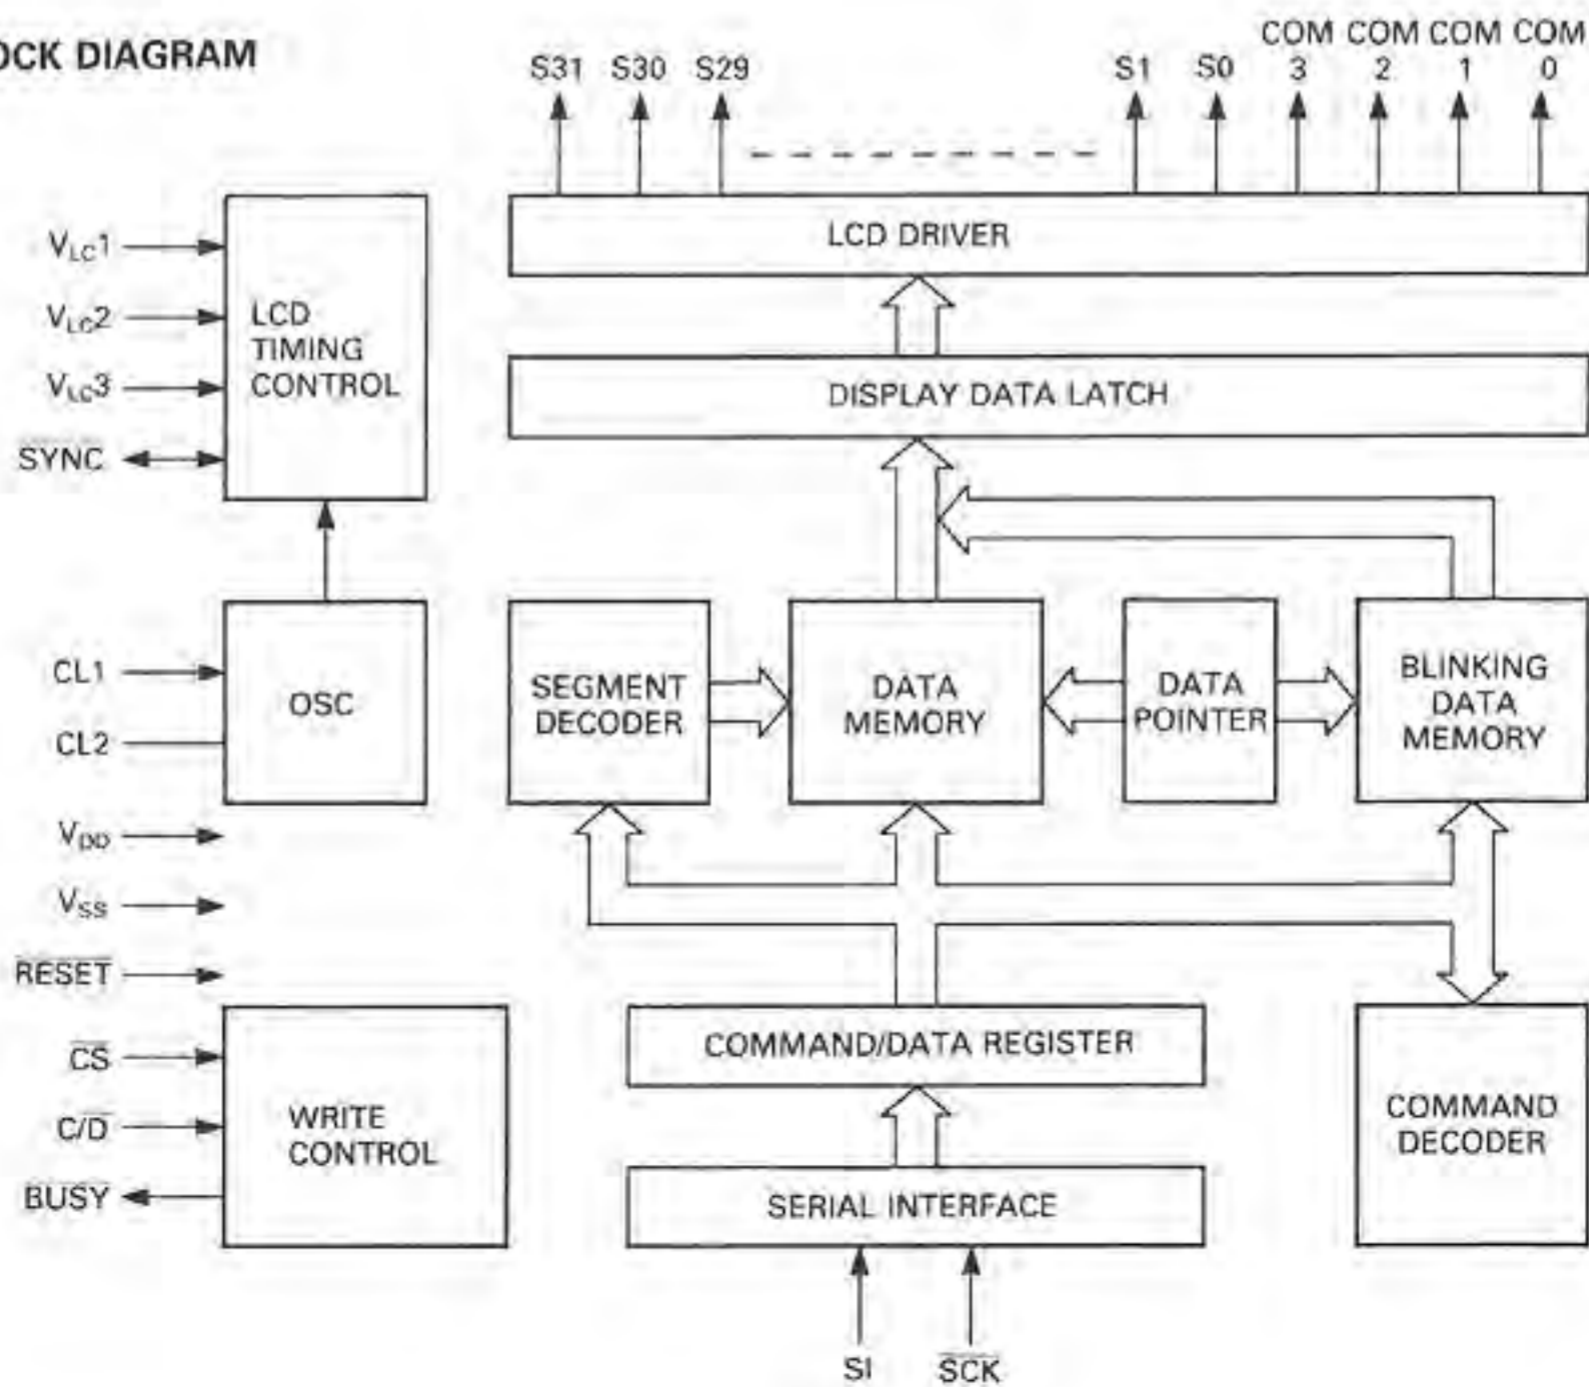 OCK DIAGRAM
COM COM COM COM
S31 S30 S29 S1 S0 3 2 1 0
LCD DRIVER
VLC1
VLC2
VLC3
SYNC
LCD
TIMING
CONTROL
DISPLAY DATA LATCH
CL1
CL2
OSC
SEGMENT
DECODER
DATA
MEMORY
DATA
POINTER
BLINKING
DATA
MEMORY
VDD
VSS
RESET
CS
C/D
BUSY
WRITE
CONTROL
COMMAND/DATA REGISTER
COMMAND
DECODER
SERIAL INTERFACE
SI SCK